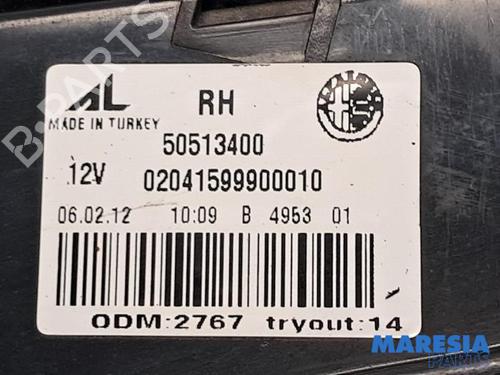 RH
MADE IN TURKEY
50513400
12V 02041599900010
06.02.12 10:09 B 4953 01
ODM:2767 tryout:14
B-PARTS
MARESIA
PARTS